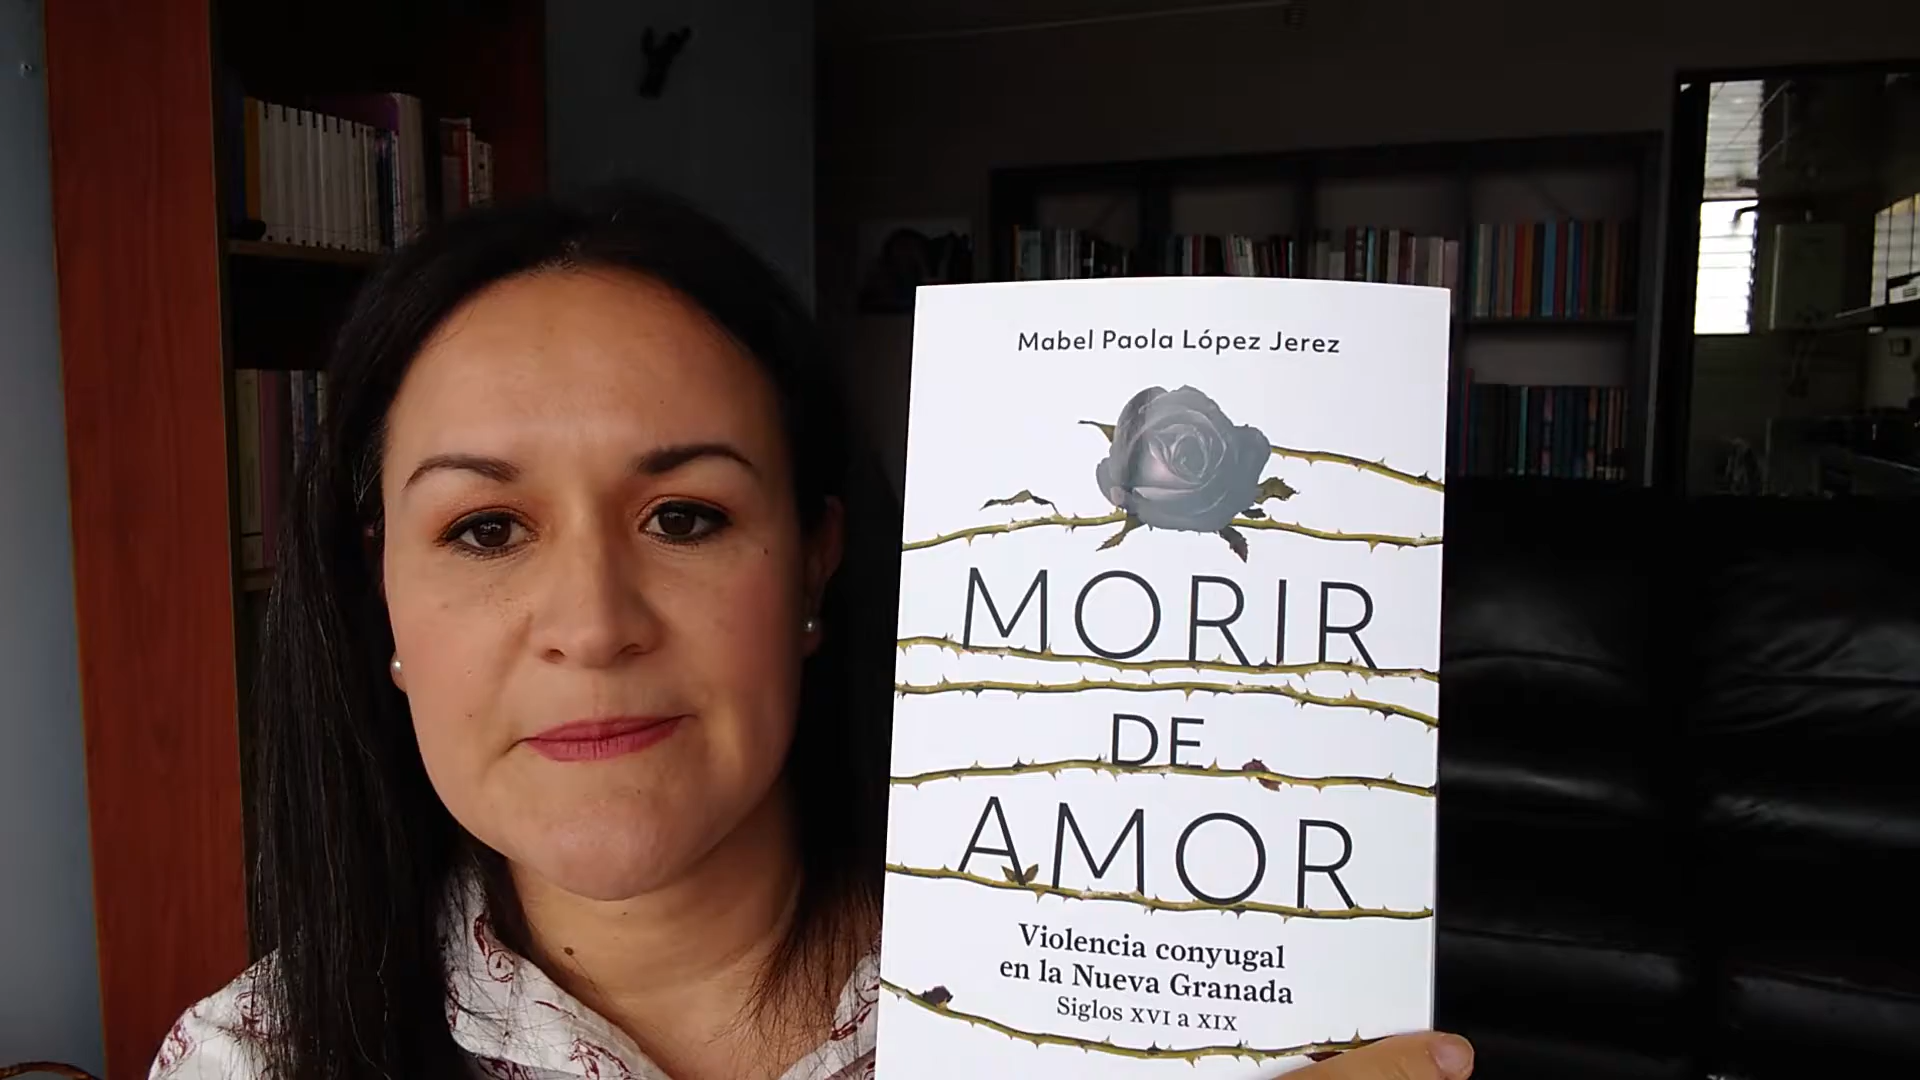 Mabel Paola López Jerez
MORIR
DE
AMOR
Violencia conyugal
en la Nueva Granada
Siglos XVI a XIX